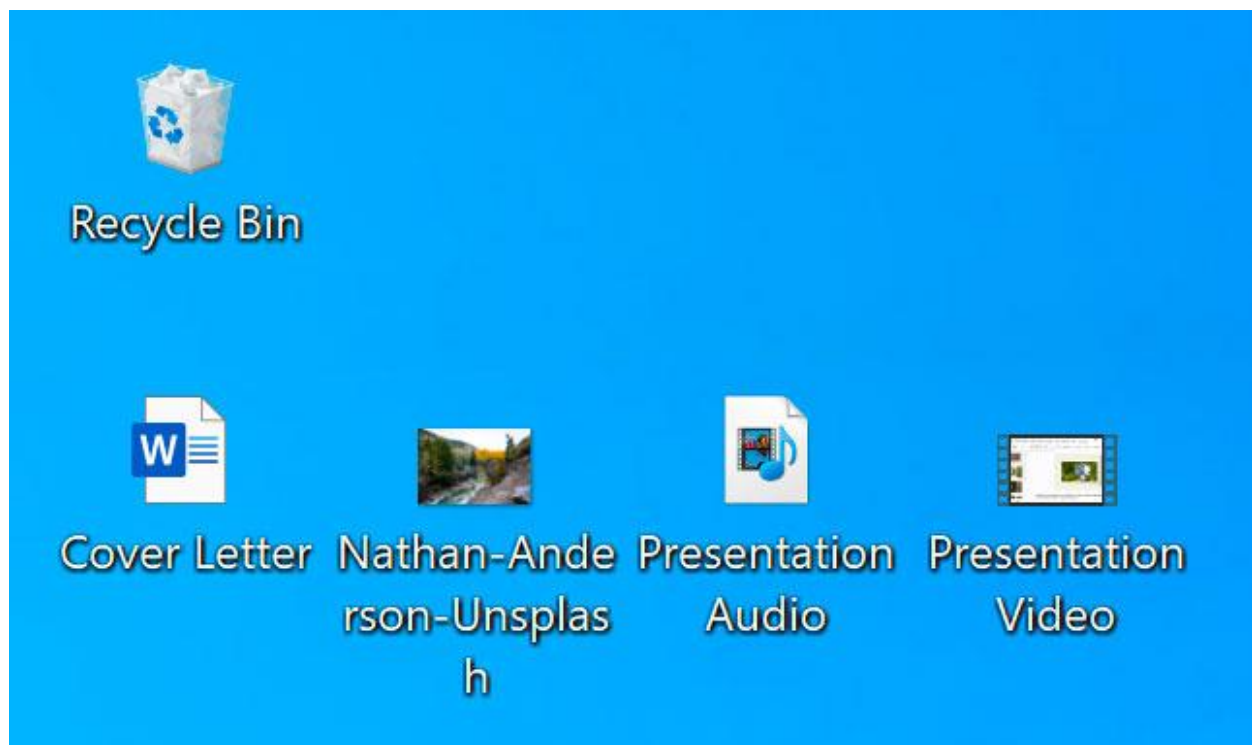 Recycle Bin
W
Cover Letter
Nathan-Ande
rson-Unsplas
h
Presentation
Audio
Presentation
Video